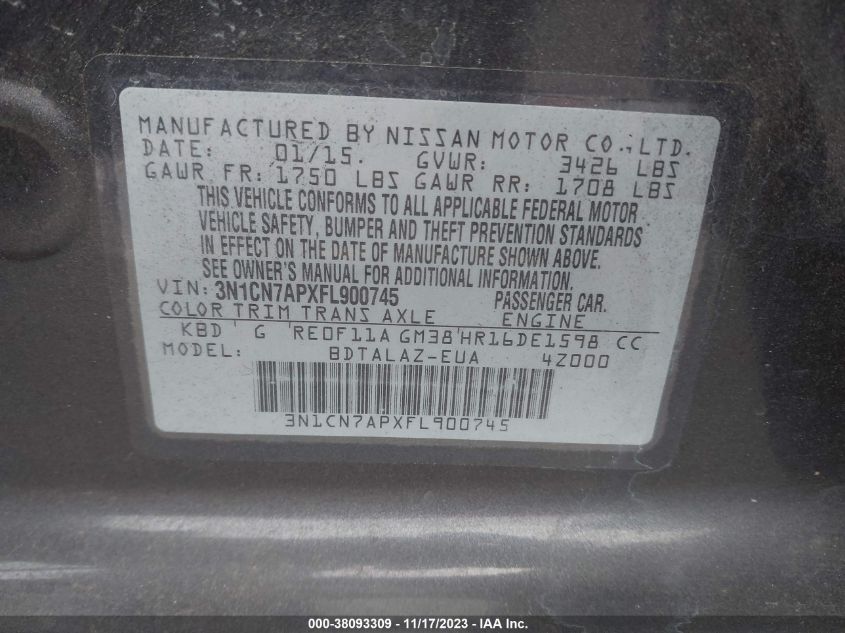 MANUFACTURED BY NISSAN MOTOR CO.,LTD.
DATE: 01/15. GVWR: 3426 LBS
GAWR FR: 1750 LBS GAWR RR: 1708 LBS
THIS VEHICLE CONFORMS TO ALL APPLICABLE FEDERAL MOTOR
VEHICLE SAFETY, BUMPER AND THEFT PREVENTION STANDARDS
IN EFFECT ON THE DATE OF MANUFACTURE SHOWN ABOVE.
SEE OWNER'S MANUAL FOR ADDITIONAL INFORMATION.
VIN: 3N1CN7APXFL900745 PASSENGER CAR.
COLOR TRIM TRANS AXLE ENGINE
KBD G RE0F11A GM38 HR16DE1598 CC
MODEL: BDTALAZ-EUA 4Z000
3N1CN7APXFL900745
000-38093309 - 11/17/2023 - IAAI.COM